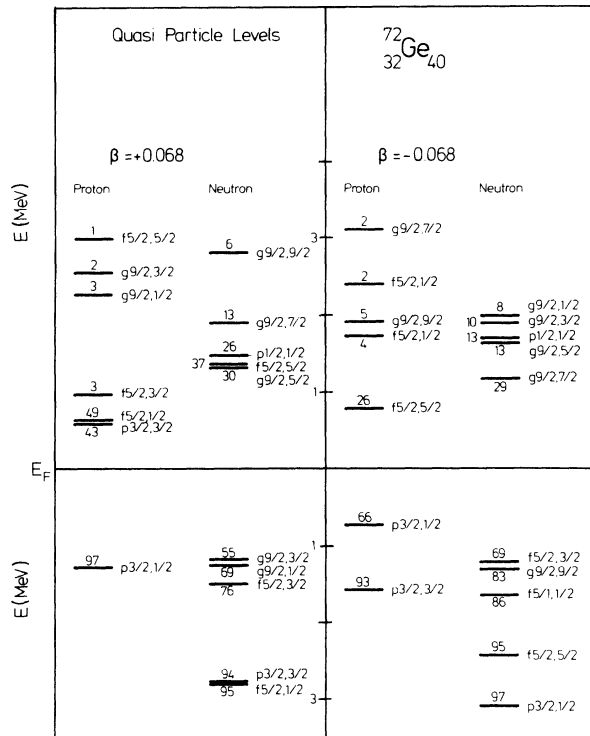 Quasi Particle Levels
72
32 Ge 40
β = +0.068
β = -0.068
Proton
Neutron
Proton
Neutron
E (MeV)
1
f5/2,5/2
2
g9/2,3/2
3
g9/2,1/2
3
f5/2,3/2
49
f5/2,1/2
43
p3/2,3/2
6
g9/2,9/2
13
g9/2,7/2
26
p1/2,1/2
37
f5/2,5/2
30
g9/2,5/2
3
1
2
g9/2,7/2
2
f5/2,1/2
5
g9/2,9/2
4
f5/2,1/2
26
f5/2,5/2
8
g9/2,1/2
10
g9/2,3/2
13
p1/2,1/2
13
g9/2,5/2
29
g9/2,7/2
EF
E (MeV)
97
p3/2,1/2
55
g9/2,3/2
69
g9/2,1/2
76
f5/2,3/2
94
p3/2,3/2
95
f5/2,1/2
1
3
66
p3/2,1/2
93
p3/2,3/2
69
f5/2,3/2
83
g9/2,9/2
86
f5/1,1/2
95
f5/2,5/2
97
p3/2,1/2